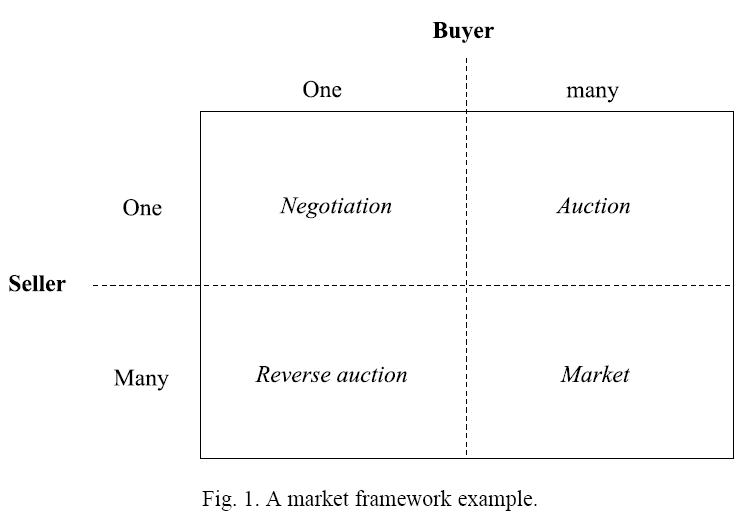 Buyer
One many
One Negotiation Auction
Seller
Many Reverse auction Market
Fig. 1. A market framework example.